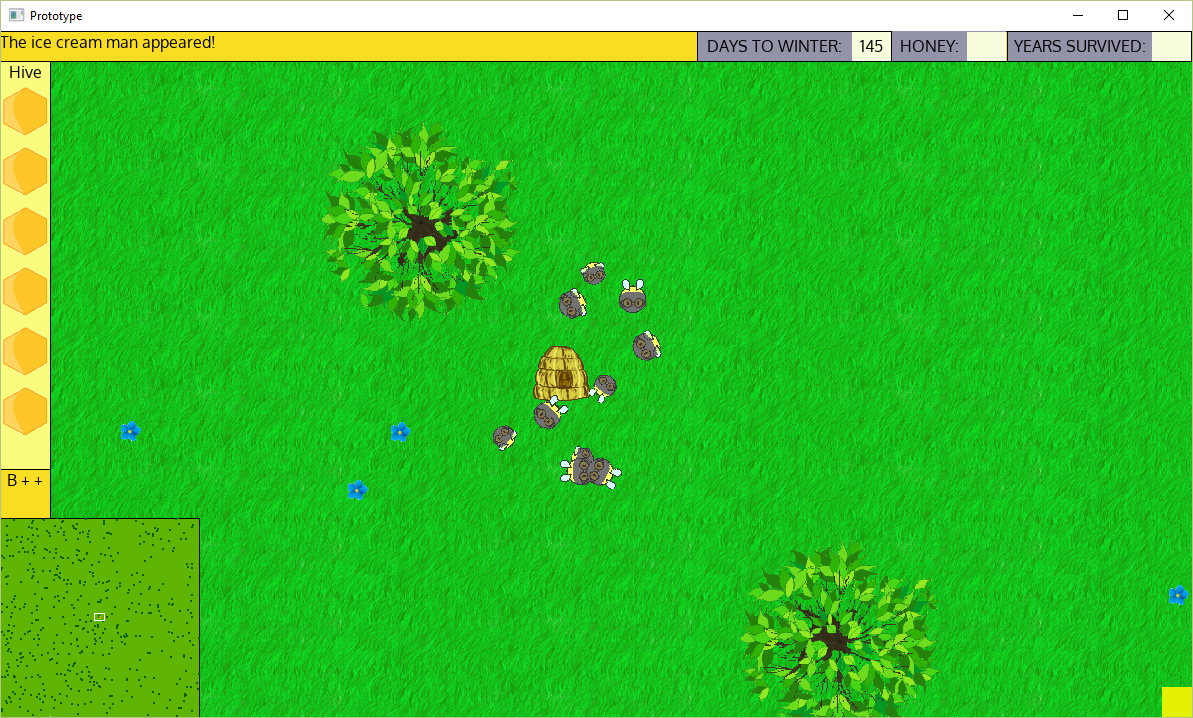 Prototype
The ice cream man appeared!
DAYS TO WINTER: 145 HONEY: YEARS SURVIVED:
Hive
B + +